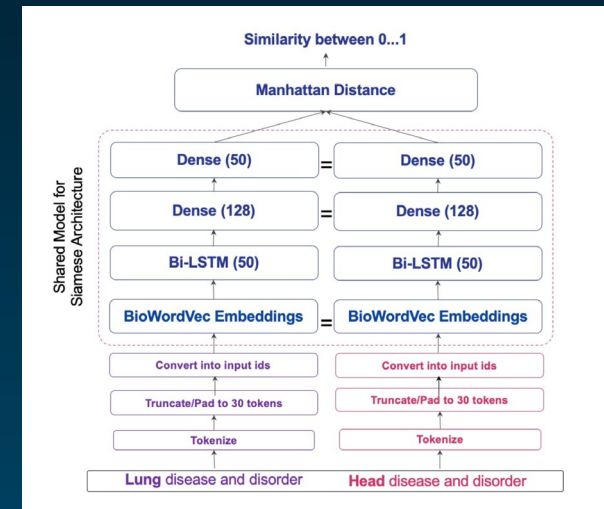 Similarity between 0...1
Manhattan Distance
Shared Model for
Siamese Architecture
Dense (50) = Dense (50)
Dense (128) = Dense (128)
Bi-LSTM (50) Bi-LSTM (50)
BioWordVec Embeddings = BioWordVec Embeddings
Convert into input ids Convert into input ids
Truncate/Pad to 30 tokens Truncate/Pad to 30 tokens
Tokenize Tokenize
Lung disease and disorder Head disease and disorder